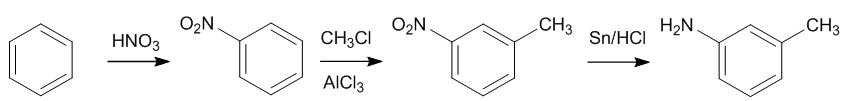 HNO₃
O₂N
CH₃Cl
AlCl₃
O₂N
CH₃
Sn/HCl
H₂N
CH₃